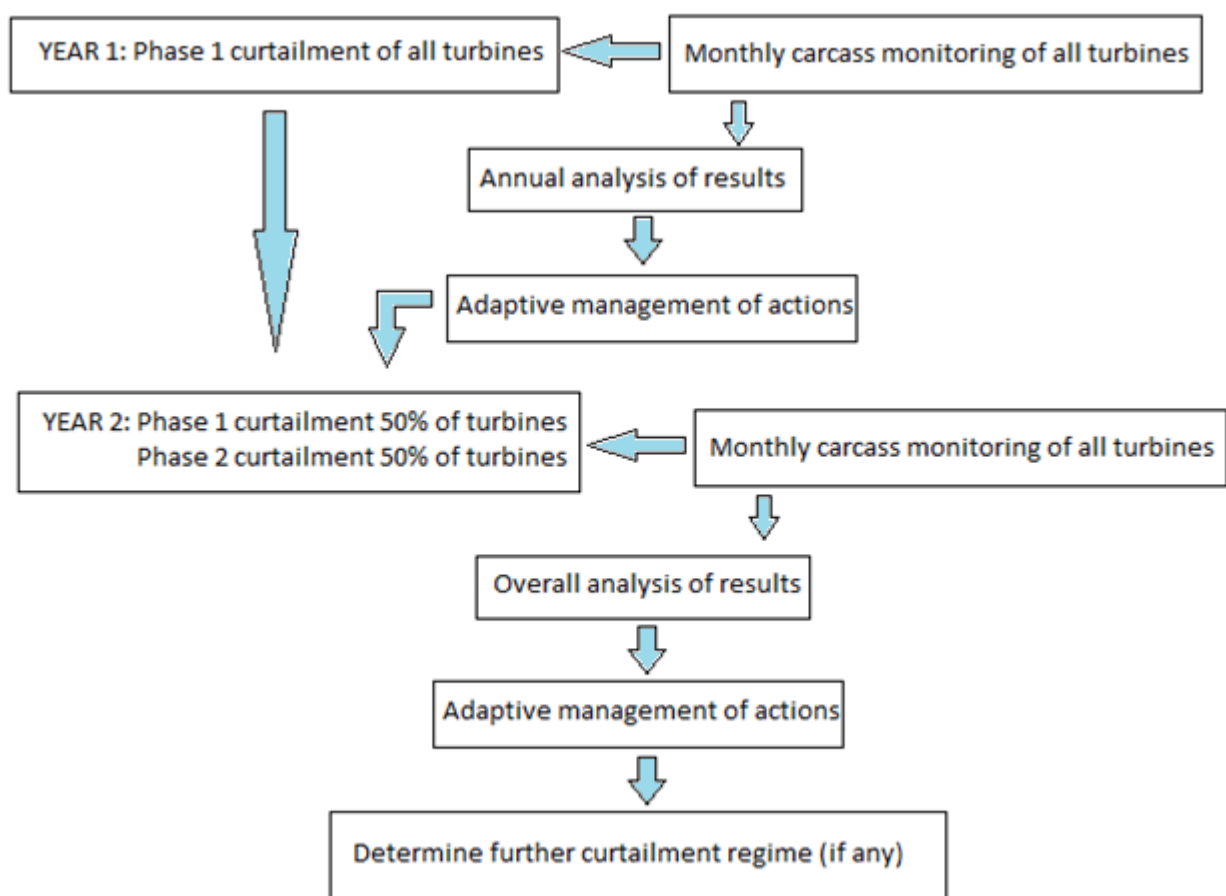 YEAR 1: Phase 1 curtailment of all turbines
Monthly carcass monitoring of all turbines
Annual analysis of results
Adaptive management of actions
YEAR 2: Phase 1 curtailment 50% of turbines
Phase 2 curtailment 50% of turbines
Monthly carcass monitoring of all turbines
Overall analysis of results
Adaptive management of actions
Determine further curtailment regime (if any)